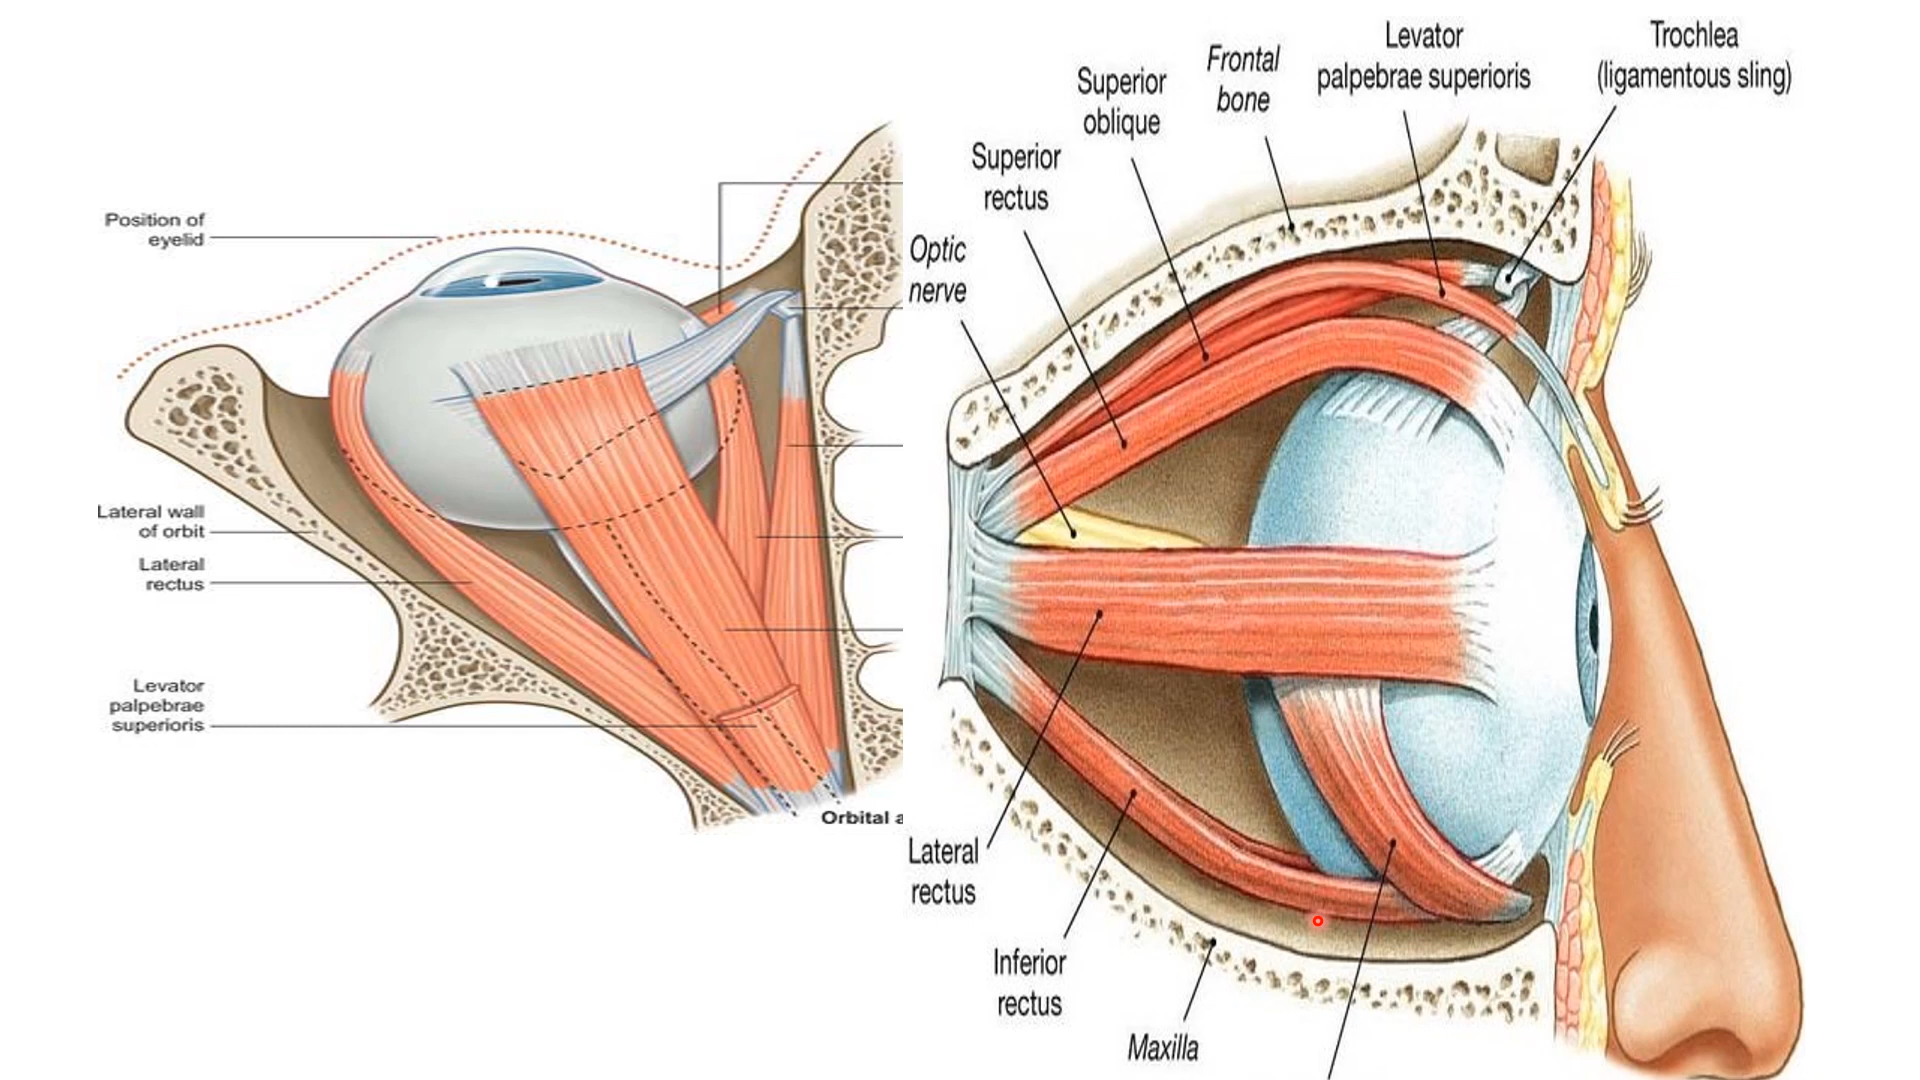 Position of
eyelid
Lateral wall
of orbit
Lateral
rectus
Levator
palpebrae
superioris
Orbital a
Optic
nerve
Superior
rectus
Superior
oblique
Frontal
bone
Levator
palpebrae superioris
Trochlea
(ligamentous sling)
Lateral
rectus
Inferior
rectus
Maxilla